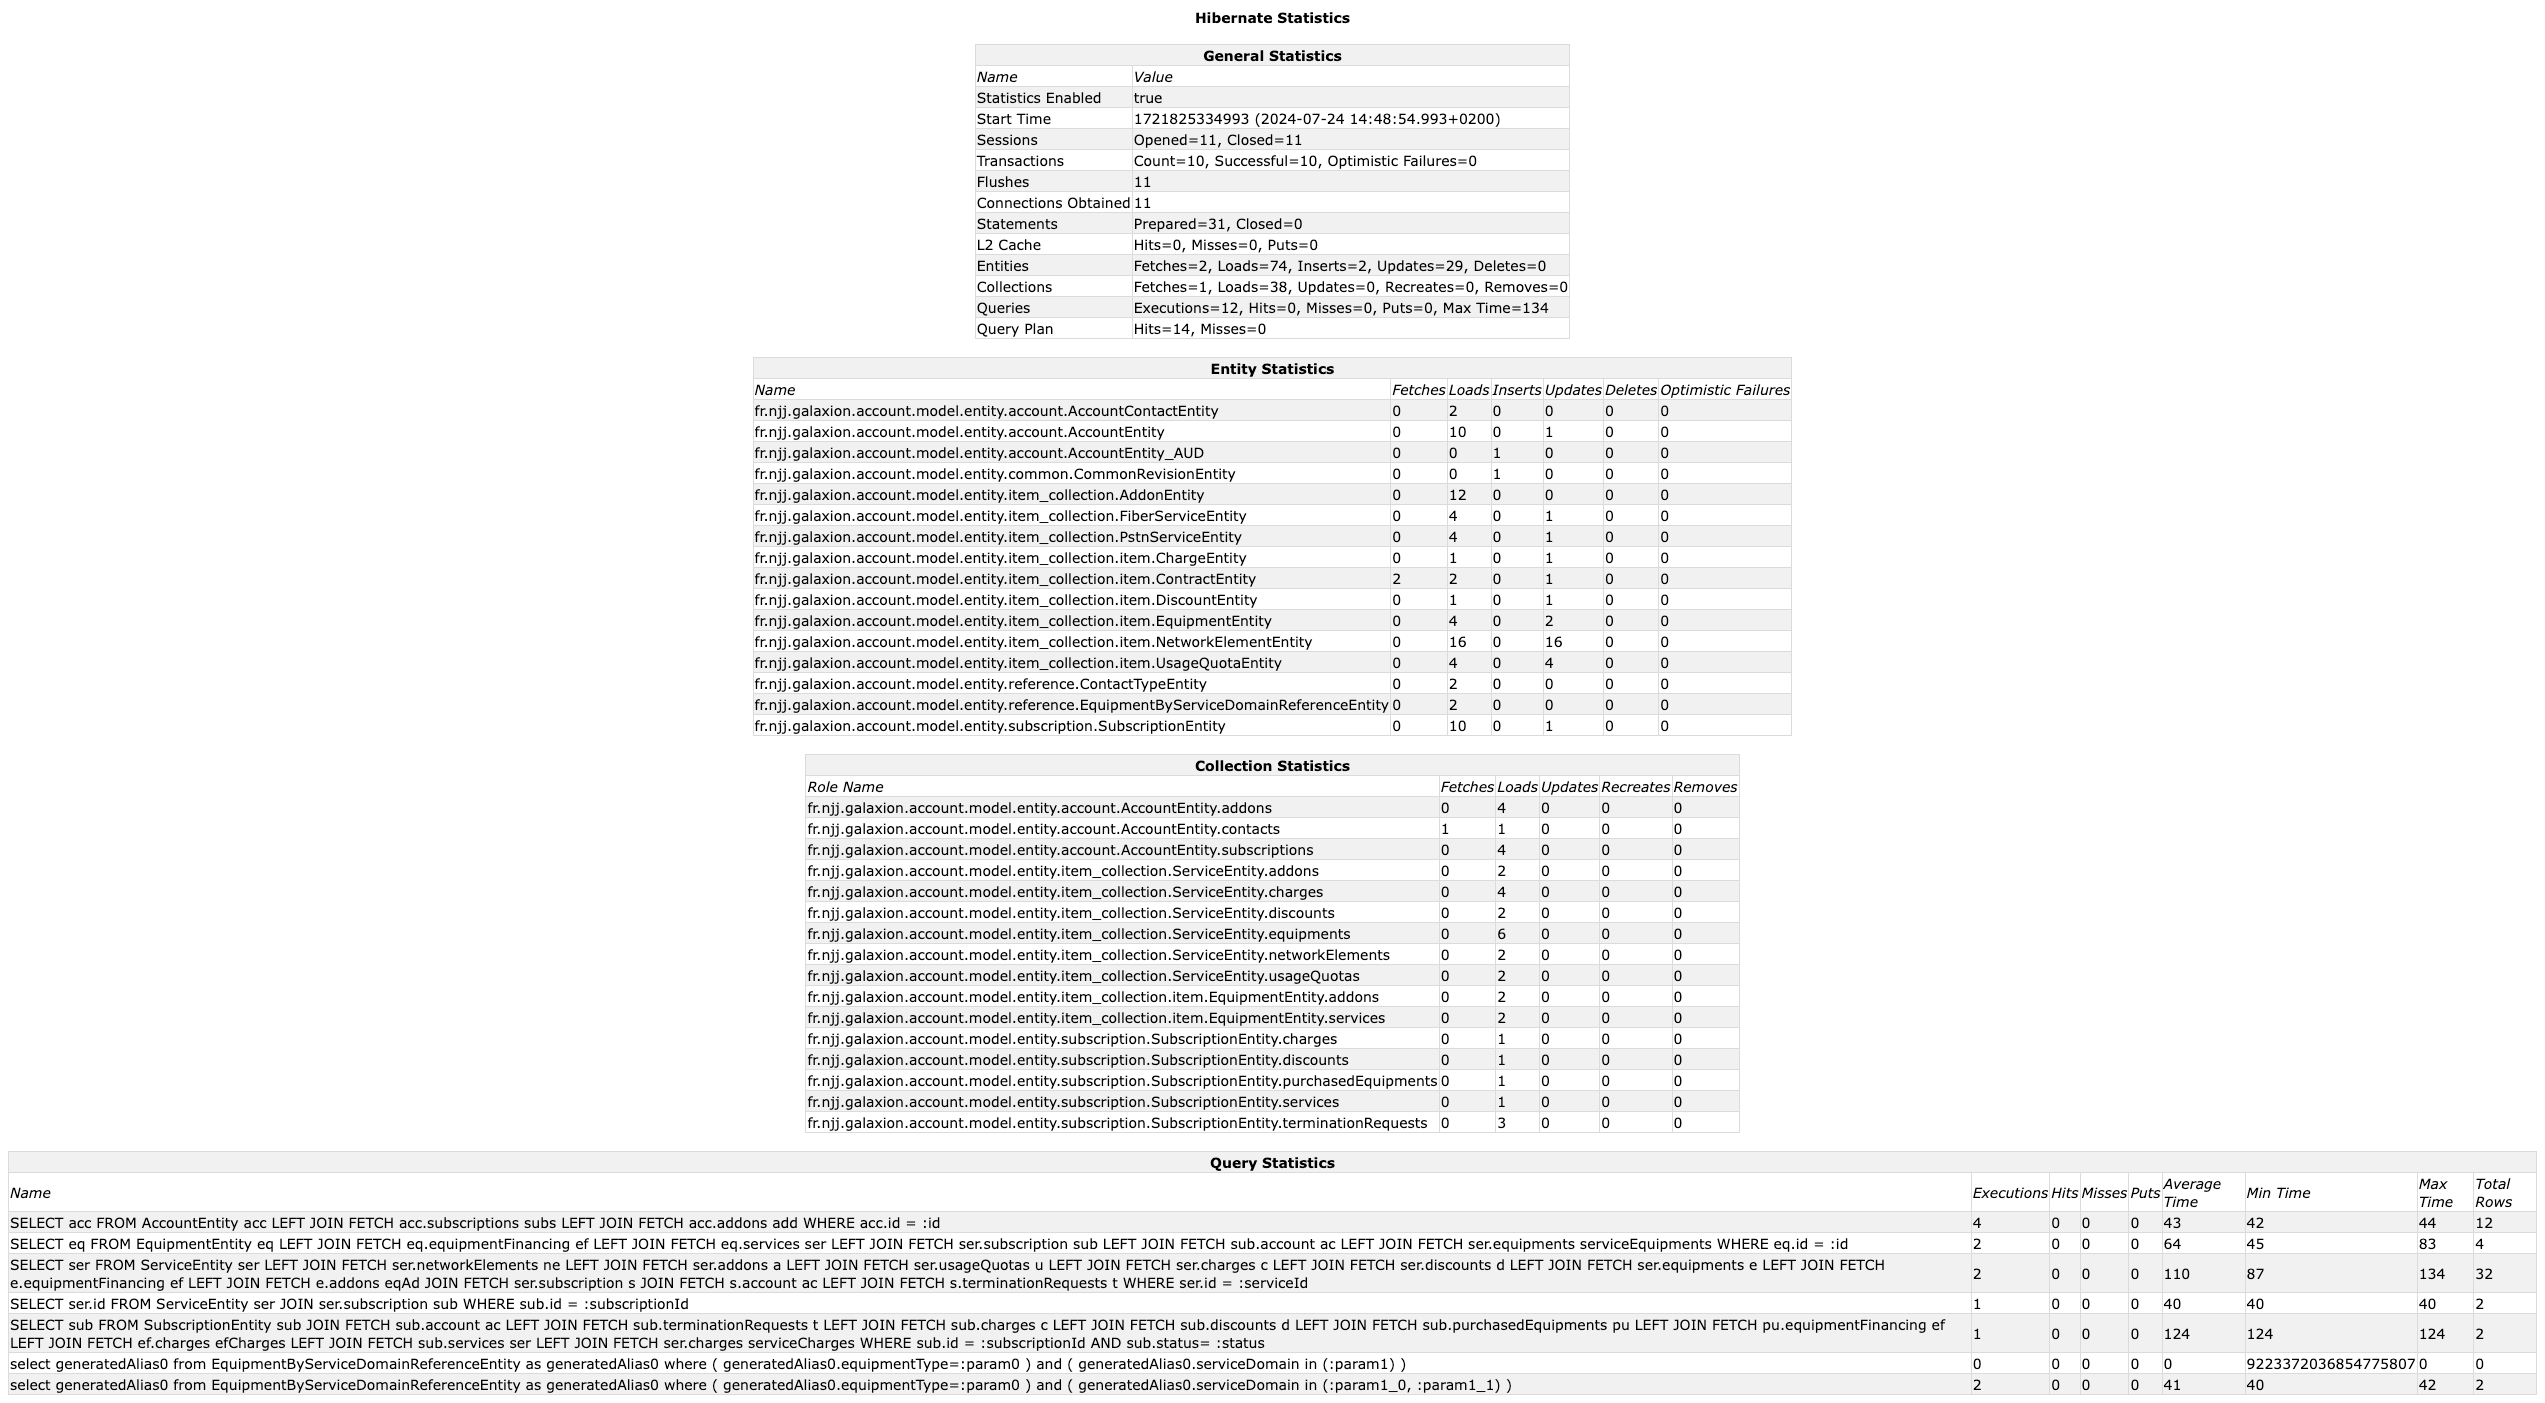 Hibernate Statistics
General Statistics
Name Value
Statistics Enabled true
Start Time 1721825334993 (2024-07-24 14:48:54.993+0200)
Sessions Opened=11, Closed=11
Transactions Count=10, Successful=10, Optimistic Failures=0
Flushes 11
Connections Obtained 11
Statements Prepared=31, Closed=0
L2 Cache Hits=0, Misses=0, Puts=0
Entities Fetches=2, Loads=74, Inserts=2, Updates=29, Deletes=0
Collections Fetches=1, Loads=38, Updates=0, Recreates=0, Removes=0
Queries Executions=12, Hits=0, Misses=0, Puts=0, Max Time=134
Query Plan Hits=14, Misses=0
Entity Statistics
Name Fetches Loads Inserts Updates Deletes Optimistic Failures
fr.njj.galaxion.account.model.entity.account.AccountContactEntity 0 2 0 0 0 0
fr.njj.galaxion.account.model.entity.account.AccountEntity 0 10 0 1 0 0
fr.njj.galaxion.account.model.entity.account.AccountEntity_AUD 0 0 1 0 0 0
fr.njj.galaxion.account.model.entity.common.CommonRevisionEntity 0 0 1 0 0 0
fr.njj.galaxion.account.model.entity.item_collection.AddonEntity 0 12 0 0 0 0
fr.njj.galaxion.account.model.entity.item_collection.FiberServiceEntity 0 4 0 1 0 0
fr.njj.galaxion.account.model.entity.item_collection.PstnServiceEntity 0 4 0 1 0 0
fr.njj.galaxion.account.model.entity.item_collection.item.ChargeEntity 0 1 0 1 0 0
fr.njj.galaxion.account.model.entity.item_collection.item.ContractEntity 2 2 0 1 0 0
fr.njj.galaxion.account.model.entity.item_collection.item.DiscountEntity 0 1 0 1 0 0
fr.njj.galaxion.account.model.entity.item_collection.item.EquipmentEntity 0 4 0 2 0 0
fr.njj.galaxion.account.model.entity.item_collection.item.NetworkElementEntity 0 16 0 16 0 0
fr.njj.galaxion.account.model.entity.item_collection.item.UsageQuotaEntity 0 4 0 4 0 0
fr.njj.galaxion.account.model.entity.reference.ContactTypeEntity 0 2 0 0 0 0
fr.njj.galaxion.account.model.entity.reference.EquipmentByServiceDomainReferenceEntity 0 2 0 0 0 0
fr.njj.galaxion.account.model.entity.subscription.SubscriptionEntity 0 10 0 1 0 0
Collection Statistics
Role Name Fetches Loads Updates Recreates Removes
fr.njj.galaxion.account.model.entity.account.AccountEntity.addons 0 4 0 0 0
fr.njj.galaxion.account.model.entity.account.AccountEntity.contacts 1 1 0 0 0
fr.njj.galaxion.account.model.entity.account.AccountEntity.subscriptions 0 4 0 0 0
fr.njj.galaxion.account.model.entity.item_collection.ServiceEntity.addons 0 2 0 0 0
fr.njj.galaxion.account.model.entity.item_collection.ServiceEntity.charges 0 4 0 0 0
fr.njj.galaxion.account.model.entity.item_collection.ServiceEntity.discounts 0 2 0 0 0
fr.njj.galaxion.account.model.entity.item_collection.ServiceEntity.equipments 0 6 0 0 0
fr.njj.galaxion.account.model.entity.item_collection.ServiceEntity.networkElements 0 2 0 0 0
fr.njj.galaxion.account.model.entity.item_collection.ServiceEntity.usageQuotas 0 2 0 0 0
fr.njj.galaxion.account.model.entity.item_collection.item.EquipmentEntity.addons 0 2 0 0 0
fr.njj.galaxion.account.model.entity.item_collection.item.EquipmentEntity.services 0 2 0 0 0
fr.njj.galaxion.account.model.entity.subscription.SubscriptionEntity.charges 0 1 0 0 0
fr.njj.galaxion.account.model.entity.subscription.SubscriptionEntity.discounts 0 1 0 0 0
fr.njj.galaxion.account.model.entity.subscription.SubscriptionEntity.purchasedEquipments 0 1 0 0 0
fr.njj.galaxion.account.model.entity.subscription.SubscriptionEntity.services 0 1 0 0 0
fr.njj.galaxion.account.model.entity.subscription.SubscriptionEntity.terminationRequests 0 3 0 0 0
Query Statistics
Name Executions Hits Misses Puts Average Time Min Time Max Time Total Rows
SELECT acc FROM AccountEntity acc LEFT JOIN FETCH acc.subscriptions subs LEFT JOIN FETCH acc.addons add WHERE acc.id = :id 4 0 0 0 43 42 44 12
SELECT eq FROM EquipmentEntity eq LEFT JOIN FETCH eq.equipmentFinancing ef LEFT JOIN FETCH eq.services ser LEFT JOIN FETCH ser.subscription sub LEFT JOIN FETCH sub.account ac LEFT JOIN FETCH ser.equipments serviceEquipments WHERE eq.id = :id 2 0 0 0 64 45 83 4
SELECT ser FROM ServiceEntity ser LEFT JOIN FETCH ser.networkElements ne LEFT JOIN FETCH ser.addons a LEFT JOIN FETCH ser.usageQuotas u LEFT JOIN FETCH ser.charges c LEFT JOIN FETCH ser.discounts d LEFT JOIN FETCH ser.equipments e LEFT JOIN FETCH
e.equipmentFinancing ef LEFT JOIN FETCH e.addons eqAd JOIN FETCH ser.subscription s JOIN FETCH s.account ac LEFT JOIN FETCH s.terminationRequests t WHERE ser.id = :serviceId 2 0 0 0 110 87 134 32
SELECT ser.id FROM ServiceEntity ser JOIN ser.subscription sub WHERE sub.id = :subscriptionId 1 0 0 0 40 40 40 2
SELECT sub FROM SubscriptionEntity sub JOIN FETCH sub.account ac LEFT JOIN FETCH sub.terminationRequests t LEFT JOIN FETCH sub.charges c LEFT JOIN FETCH sub.discounts d LEFT JOIN FETCH sub.purchasedEquipments pu LEFT JOIN FETCH pu.equipmentFinancing ef
LEFT JOIN FETCH ef.charges efCharges LEFT JOIN FETCH sub.services ser LEFT JOIN FETCH ser.charges serviceCharges WHERE sub.id = :subscriptionId AND sub.status= :status 1 0 0 0 124 124 124 2
select generatedAlias0 from EquipmentByServiceDomainReferenceEntity as generatedAlias0 where ( generatedAlias0.equipmentType=:param0 ) and ( generatedAlias0.serviceDomain in (:param1) ) 0 0 0 0 0 9223372036854775807 0 0
select generatedAlias0 from EquipmentByServiceDomainReferenceEntity as generatedAlias0 where ( generatedAlias0.equipmentType=:param0 ) and ( generatedAlias0.serviceDomain in (:param1_0, :param1_1) ) 2 0 0 0 41 40 42 2